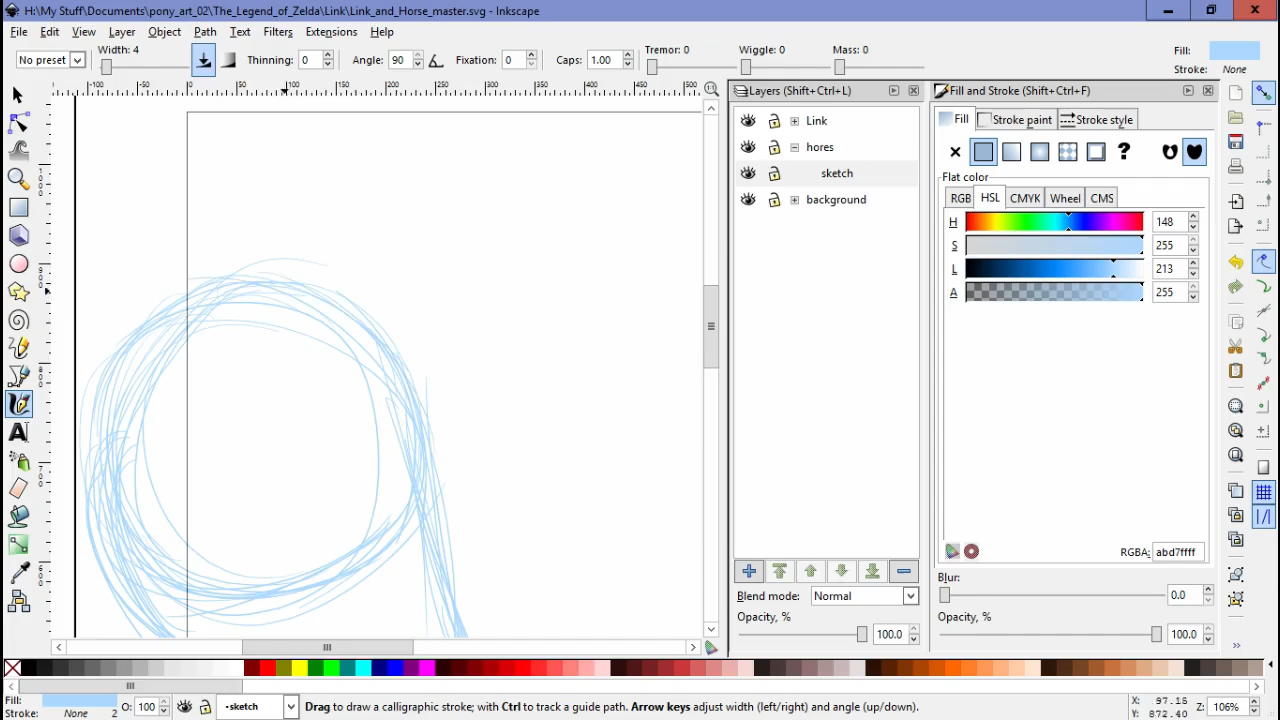 H:\My Stuff\Documents\pony_art_02\The_Legend_of_Zelda\Link\Link_and_Horse_master.svg - Inkscape
File Edit View Layer Object Path Text Filters Extensions Help
No preset Width: 4 Thinning: 0 Angle: 90 Fixation: 0 Caps: 1.00 Tremor: 0 Wiggle: 0 Mass: 0 Fill:
Stroke: None
Layers (Shift+Ctrl+L) Fill and Stroke (Shift+Ctrl+F)
Link
hores
sketch
background
Fill Stroke paint Stroke style
?
Flat color
RGB HSL CMYK Wheel CMS
H 148
S 255
L 213
A 255
RGBA: abd7ffff
Blend mode: Normal
Opacity, % 100.0
Blur:
0.0
Opacity, %
100.0
Fill:
Stroke: None 2
O: 100
•sketch
Drag to draw a calligraphic stroke; with Ctrl to track a guide path. Arrow keys adjust width (left/right) and angle (up/down).
X: 97.15
Y: 872.40
Z: 106%